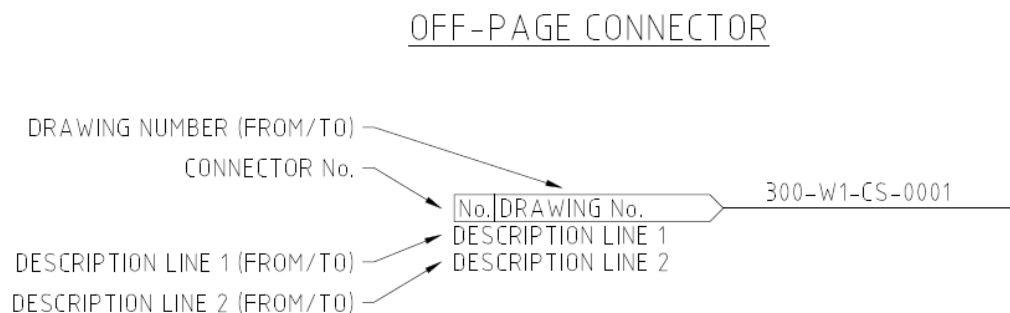 OFF-PAGE CONNECTOR
DRAWING NUMBER (FROM/TO)
CONNECTOR No.
300-W1-CS-0001
No. DRAWING No.
DESCRIPTION LINE 1
DESCRIPTION LINE 1 (FROM/TO)
DESCRIPTION LINE 2
DESCRIPTION LINE 2 (FROM/TO)